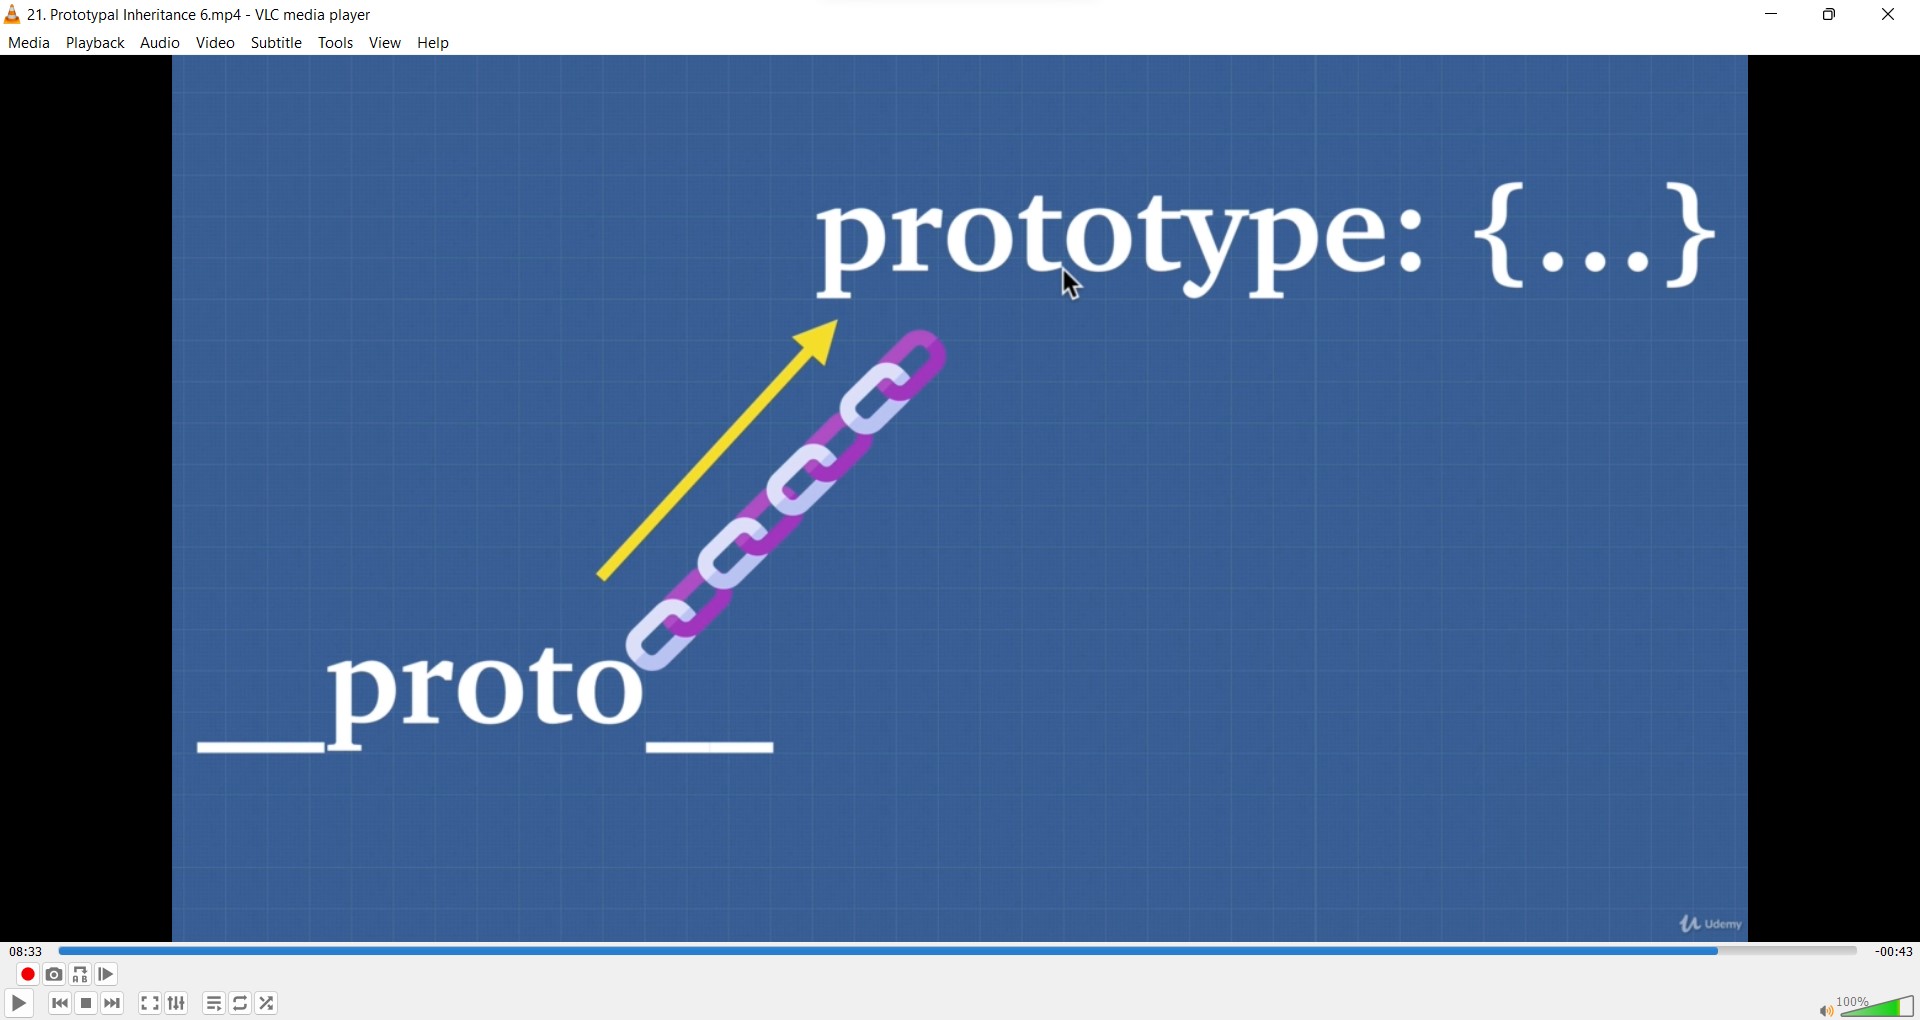 21. Prototypal Inheritance 6.mp4 - VLC media player
Media Playback Audio Video Subtitle Tools View Help
prototype: {...}
__proto__
Udemy
08:33 -00:43
A B
100%